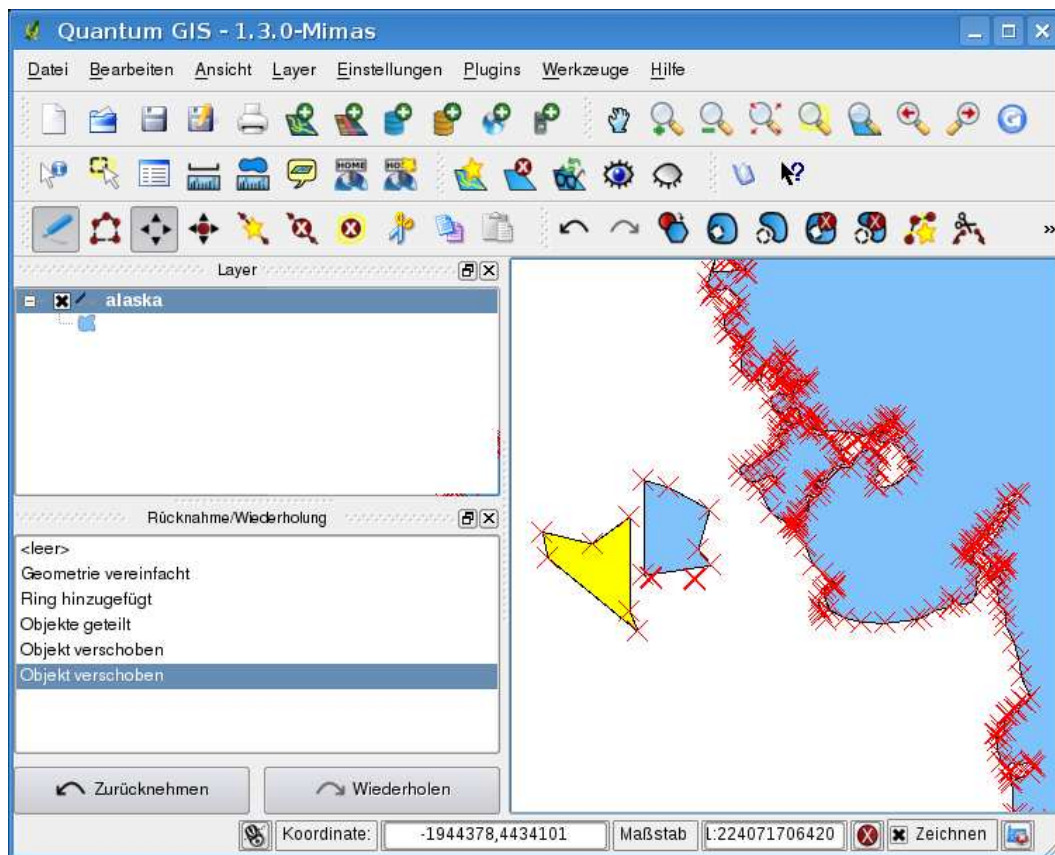 Quantum GIS - 1.3.0-Mimas
Datei Bearbeiten Ansicht Layer Einstellungen Plugins Werkzeuge Hilfe
HOME
Layer
alaska
Rücknahme/Wiederholung
<leer>
Geometrie vereinfacht
Ring hinzugefügt
Objekte geteilt
Objekt verschoben
Objekt verschoben
Zurücknehmen Wiederholen
Koordinate: -1944378,4434101 Maßstab 1:224071706420 Zeichnen